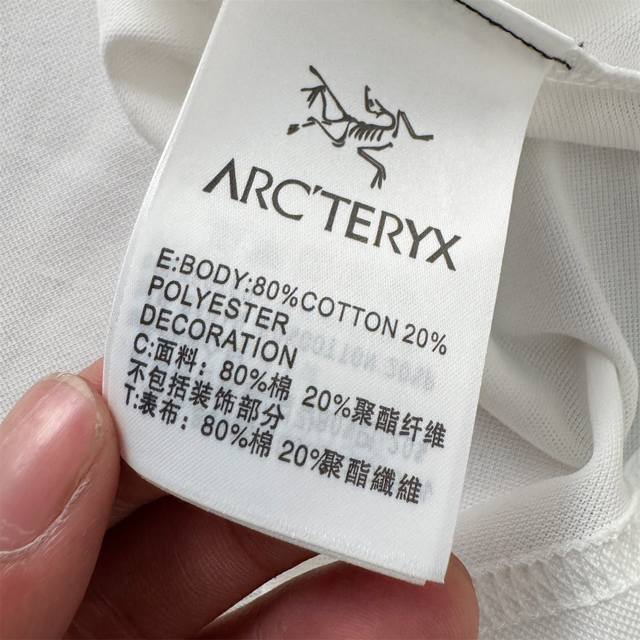 ARC'TERYX
E:BODY:80%COTTON 20%
POLYESTER
DECORATION
C:面料：80%棉 20%聚酯纤维
不包括装饰部分
T:表布：80%棉 20%聚酯纖維